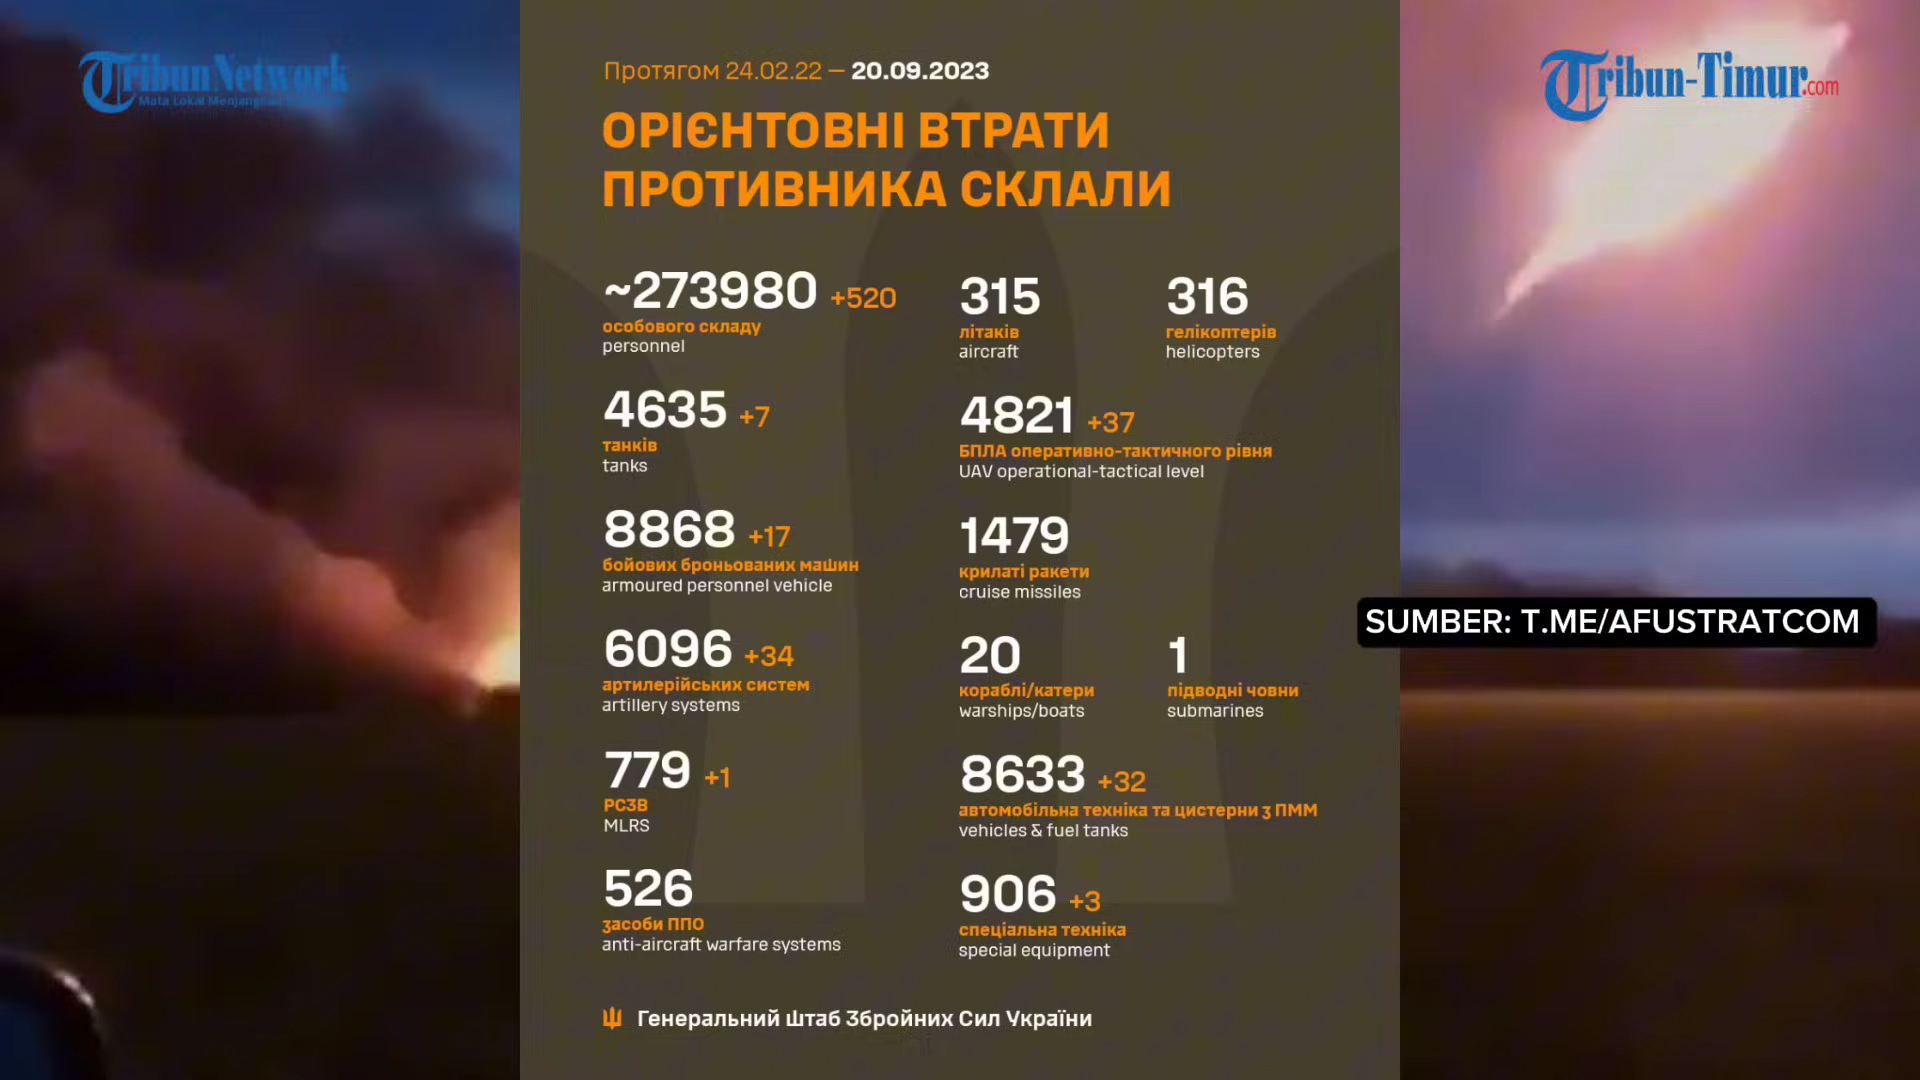 TribunNetwork
Mata Lokal Menjangkau
Tribun-Timur.com
Протягом 24.02.22 — 20.09.2023
ОРІЄНТОВНІ ВТРАТИ
ПРОТИВНИКА СКЛАЛИ
~273980 +520
особового складу
personnel
315
літаків
aircraft
316
гелікоптерів
helicopters
4635 +7
танків
tanks
4821 +37
БПЛА оперативно-тактичного рівня
UAV operational-tactical level
8868 +17
бойових броньованих машин
armoured personnel vehicle
1479
крилаті ракети
cruise missiles
SUMBER: T.ME/AFUSTRATCOM
6096 +34
артилерійських систем
artillery systems
20
кораблі/катери
warships/boats
1
підводні човни
submarines
779 +1
РСЗВ
MLRS
8633 +32
автомобільна техніка та цистерни з ПММ
vehicles & fuel tanks
526
засоби ППО
anti-aircraft warfare systems
906 +3
спеціальна техніка
special equipment
Генеральний штаб Збройних Сил України